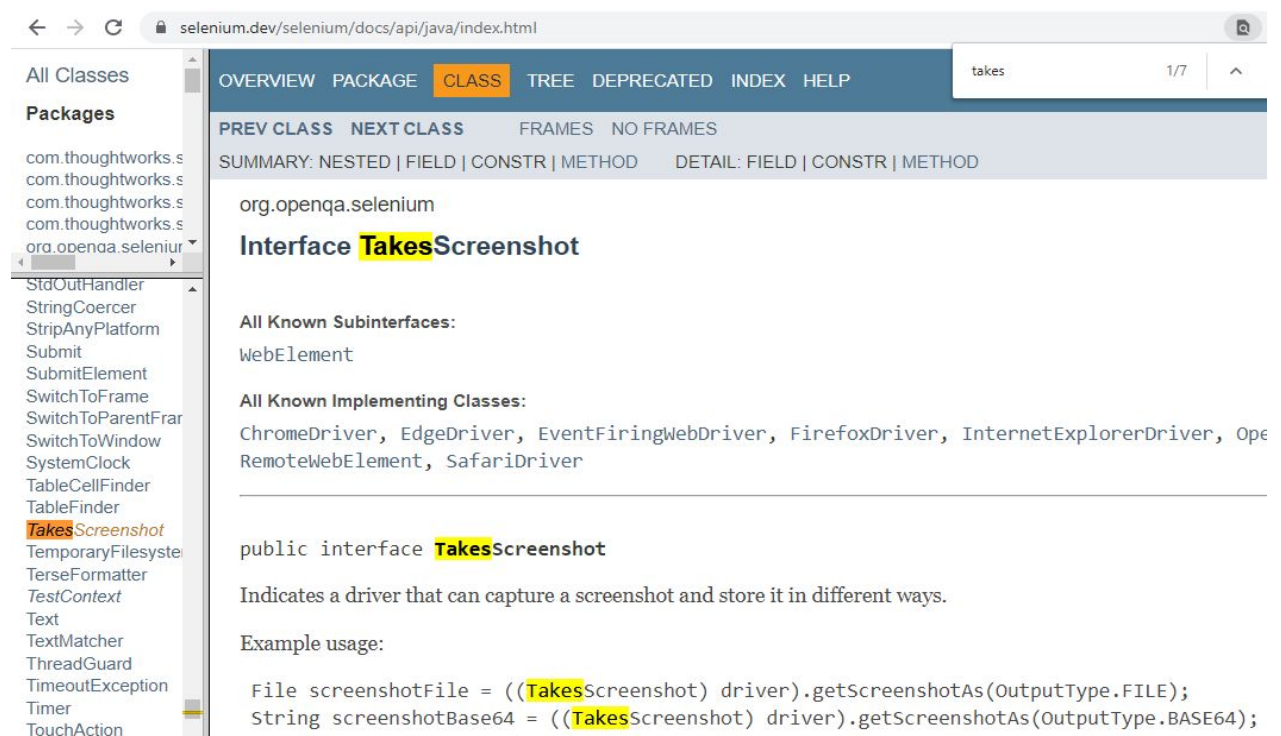 selenium.dev/selenium/docs/api/java/index.html
takes 1/7
All Classes
Packages
com.thoughtworks.s
com.thoughtworks.s
com.thoughtworks.s
com.thoughtworks.s
org.openqa.seleniur
StdOutHandler
StringCoercer
StripAnyPlatform
Submit
SubmitElement
SwitchToFrame
SwitchToParentFrar
SwitchToWindow
SystemClock
TableCellFinder
TableFinder
TakesScreenshot
TemporaryFilesyste
TerseFormatter
TestContext
Text
TextMatcher
ThreadGuard
TimeoutException
Timer
TouchAction
OVERVIEW PACKAGE CLASS TREE DEPRECATED INDEX HELP
PREV CLASS NEXT CLASS FRAMES NO FRAMES
SUMMARY: NESTED | FIELD | CONSTR | METHOD DETAIL: FIELD | CONSTR | METHOD
org.openqa.selenium
Interface TakesScreenshot
All Known Subinterfaces:
WebElement
All Known Implementing Classes:
ChromeDriver, EdgeDriver, EventFiringWebDriver, FirefoxDriver, InternetExplorerDriver, Ope
RemoteWebElement, SafariDriver
public interface TakesScreenshot
Indicates a driver that can capture a screenshot and store it in different ways.
Example usage:
File screenshotFile = ((TakesScreenshot) driver).getScreenshotAs(OutputType.FILE);
String screenshotBase64 = ((TakesScreenshot) driver).getScreenshotAs(OutputType.BASE64);